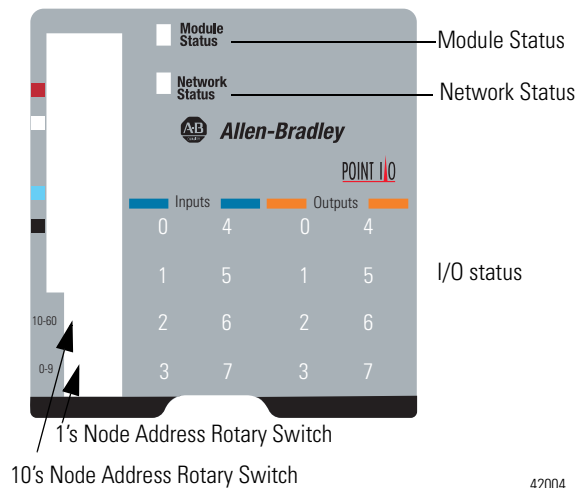 Module
Status
Module Status
Network
Status
Network Status
AB
Allen-Bradley
POINT I/O
Inputs
Outputs
0 4 0 4
1 5 1 5
I/O status
10-60
2 6 2 6
0-9
3 7 3 7
1's Node Address Rotary Switch
10's Node Address Rotary Switch
42004